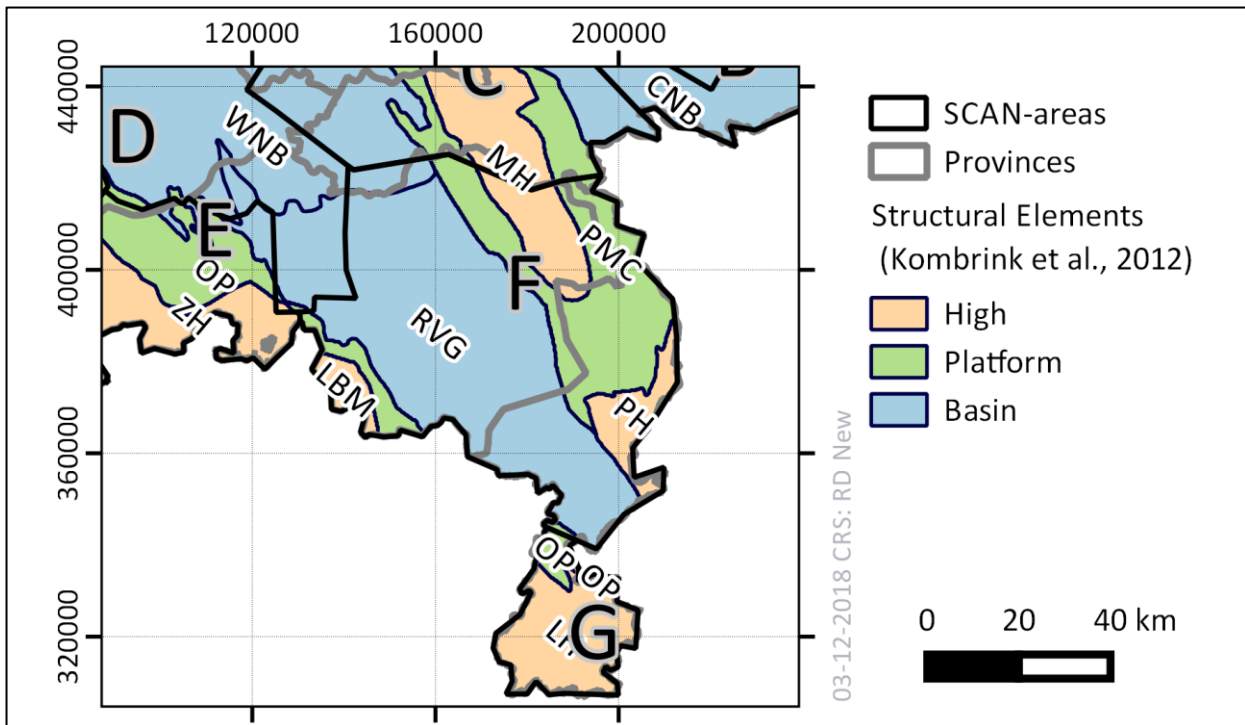 120000 160000 200000
440000
400000
360000
320000
C
D
WNB
CNB
MH
E
OP
PMC
F
ZH
RVG
LBM
PH
OP
OP
G
SCAN-areas
Provinces
Structural Elements
(Kombrink et al., 2012)
High
Platform
Basin
03-12-2018 CRS: RD New
0 20 40 km